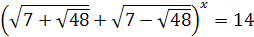 (√(7 + √48) + √(7 − √48))^x = 14